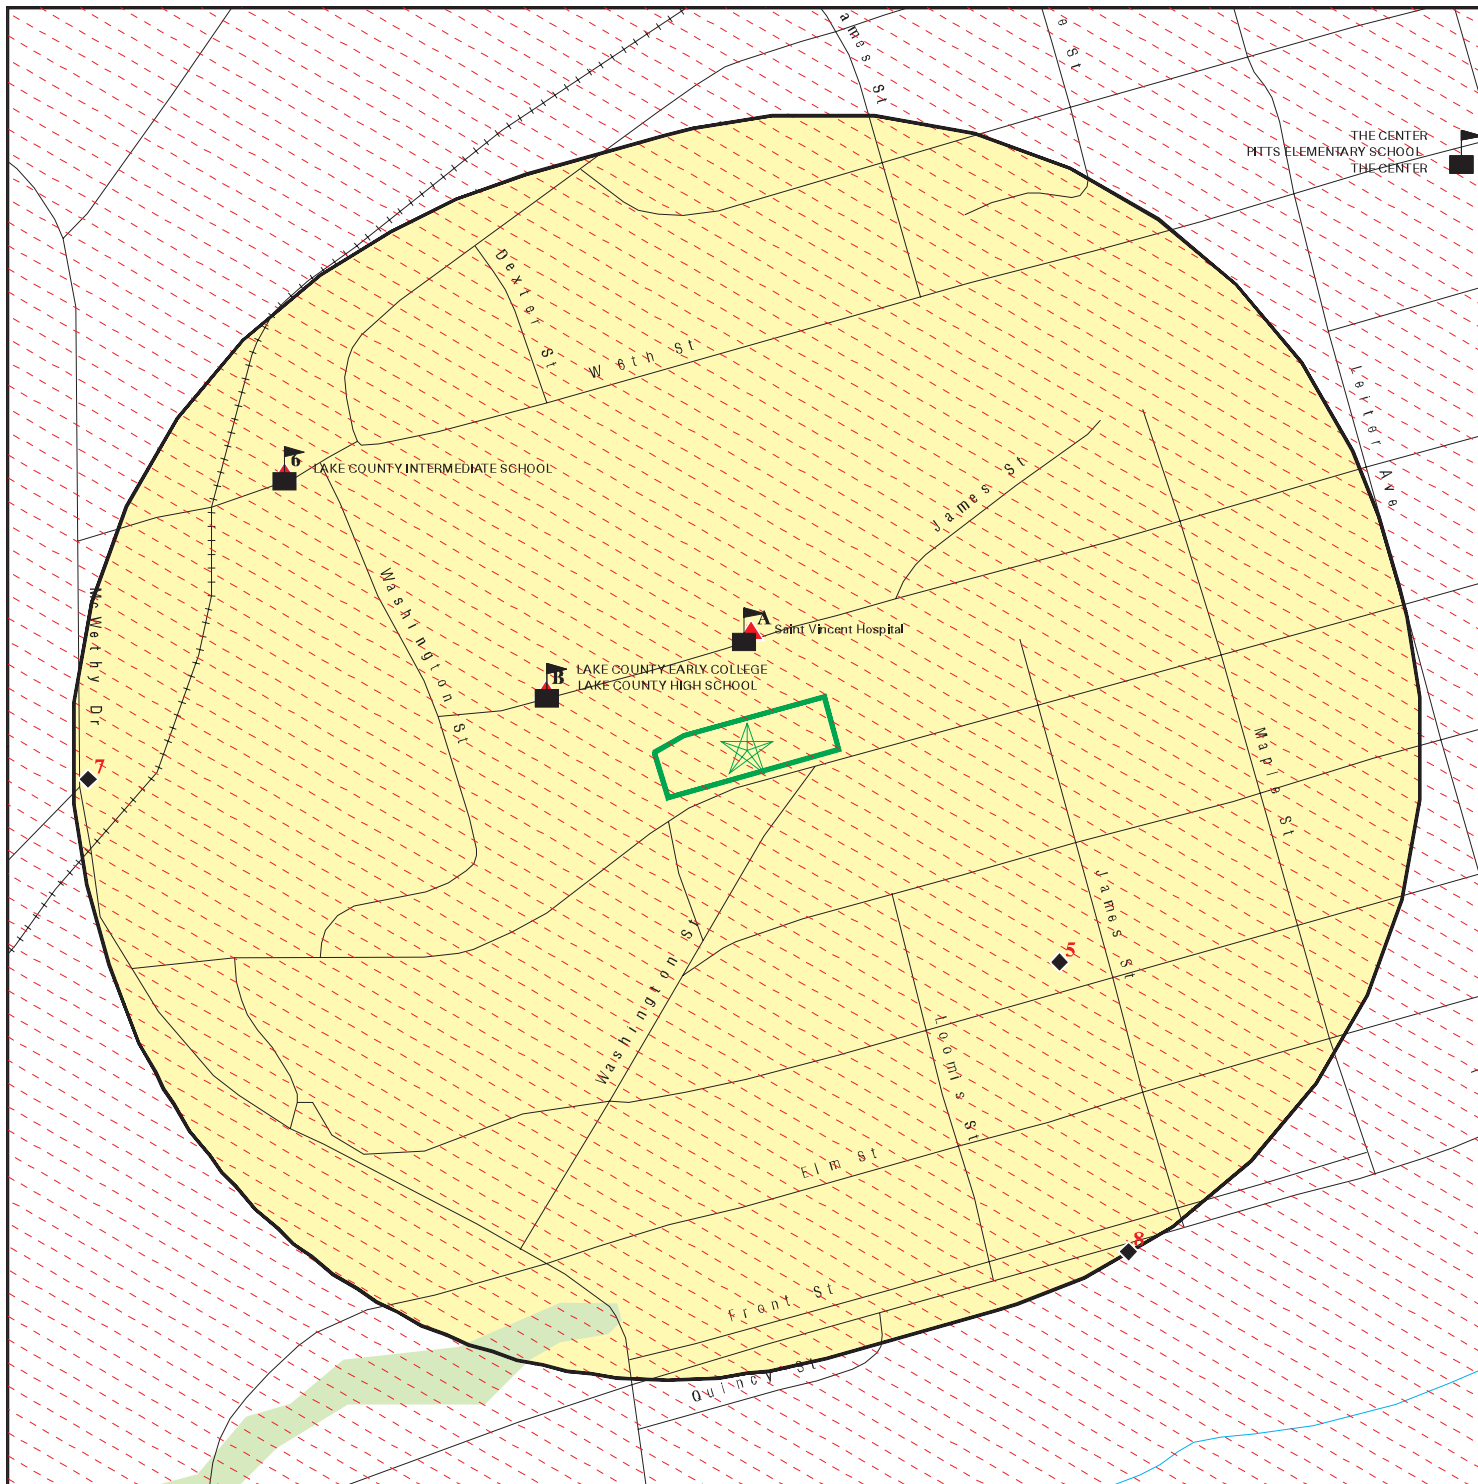 ames St
e St
THE CENTER
PITTS ELEMENTARY SCHOOL
THE CENTER
Dexter St
W 6th St
Leiter Ave
6
LAKE COUNTY INTERMEDIATE SCHOOL
James St
Washington St
McWethy Dr
A
Saint Vincent Hospital
B
LAKE COUNTY EARLY COLLEGE
LAKE COUNTY HIGH SCHOOL
7
Maple St
James St
Washington St
5
Loomis St
Elm St
8
Front St
Quincy St